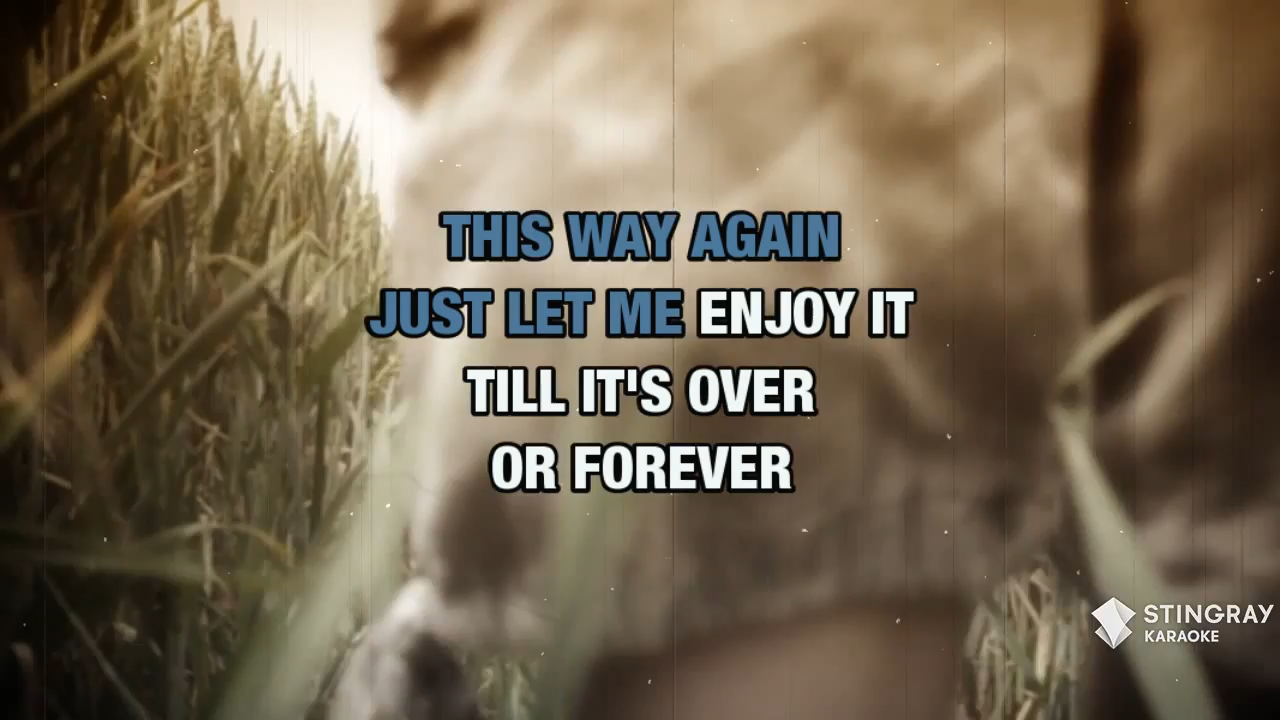 THIS WAY AGAIN
JUST LET ME ENJOY IT
TILL IT'S OVER
OR FOREVER
STINGRAY
KARAOKE